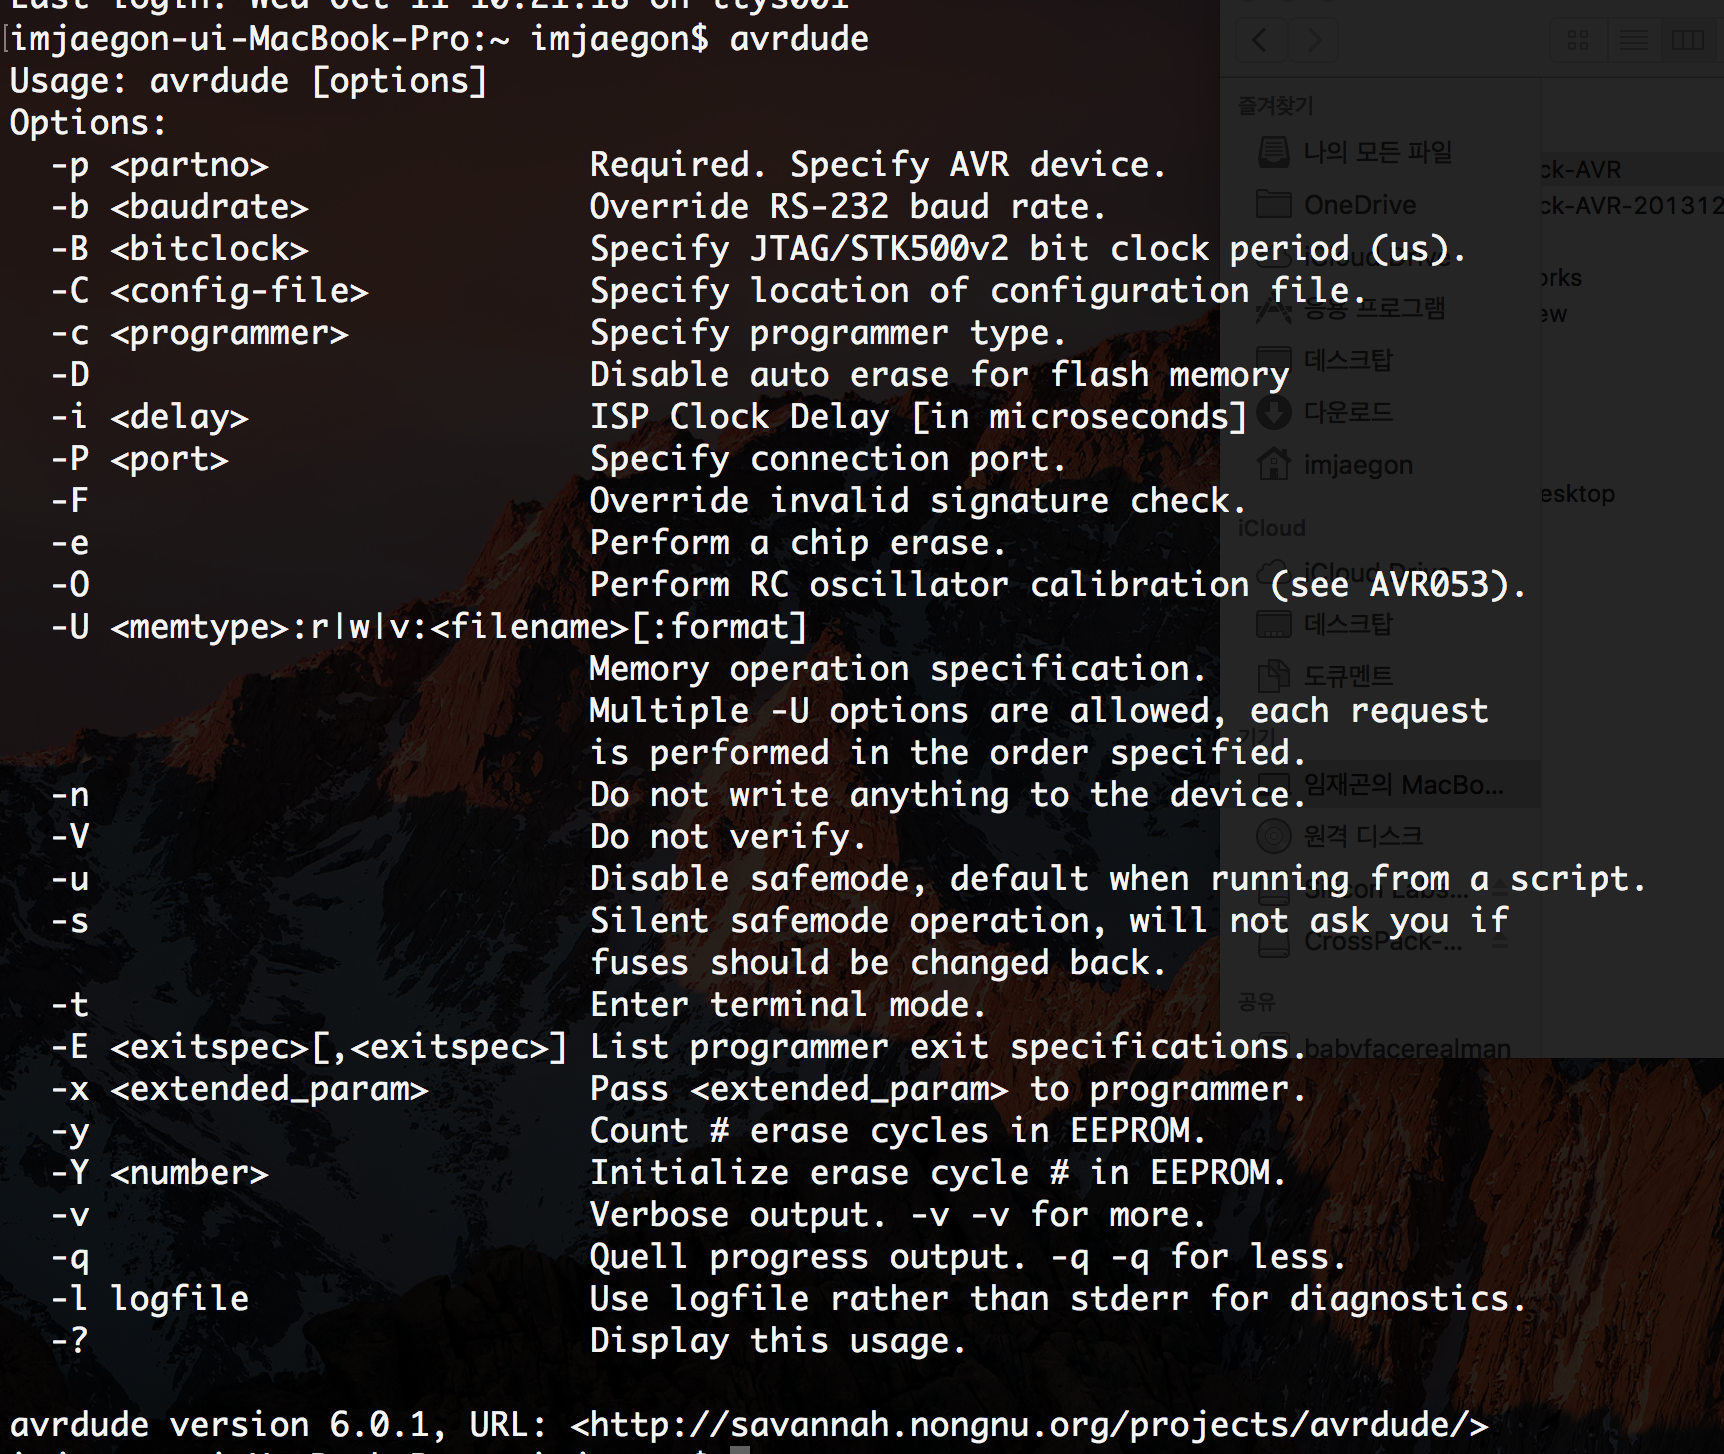 Last login: Wed Oct 11 10:21:18 on ttys001
imjaegon-ui-MacBook-Pro:~ imjaegon$ avrdude
Usage: avrdude [options]
Options:
  -p <partno>                Required. Specify AVR device.
  -b <baudrate>              Override RS-232 baud rate.
  -B <bitclock>              Specify JTAG/STK500v2 bit clock period (us).
  -C <config-file>           Specify location of configuration file.
  -c <programmer>            Specify programmer type.
  -D                         Disable auto erase for flash memory
  -i <delay>                 ISP Clock Delay [in microseconds]
  -P <port>                  Specify connection port.
  -F                         Override invalid signature check.
  -e                         Perform a chip erase.
  -O                         Perform RC oscillator calibration (see AVR053).
  -U <memtype>:r|w|v:<filename>[:format]
                             Memory operation specification.
                             Multiple -U options are allowed, each request
                             is performed in the order specified.
  -n                         Do not write anything to the device.
  -V                         Do not verify.
  -u                         Disable safemode, default when running from a script.
  -s                         Silent safemode operation, will not ask you if
                             fuses should be changed back.
  -t                         Enter terminal mode.
  -E <exitspec>[,<exitspec>] List programmer exit specifications.
  -x <extended_param>        Pass <extended_param> to programmer.
  -y                         Count # erase cycles in EEPROM.
  -Y <number>                Initialize erase cycle # in EEPROM.
  -v                         Verbose output. -v -v for more.
  -q                         Quell progress output. -q -q for less.
  -l logfile                 Use logfile rather than stderr for diagnostics.
  -?                         Display this usage.
avrdude version 6.0.1, URL: <http://savannah.nongnu.org/projects/avrdude/>
즐겨찾기
나의 모든 파일
OneDrive
iCloud Drive
응용 프로그램
데스크탑
다운로드
imjaegon
iCloud
iCloud Drive
데스크탑
도큐멘트
기기
임재곤의 MacBo...
원격 디스크
Silicon Labs...
CrossPack-...
공유
babyfacerealman
ck-AVR
ck-AVR-201312
orks
ew
esktop